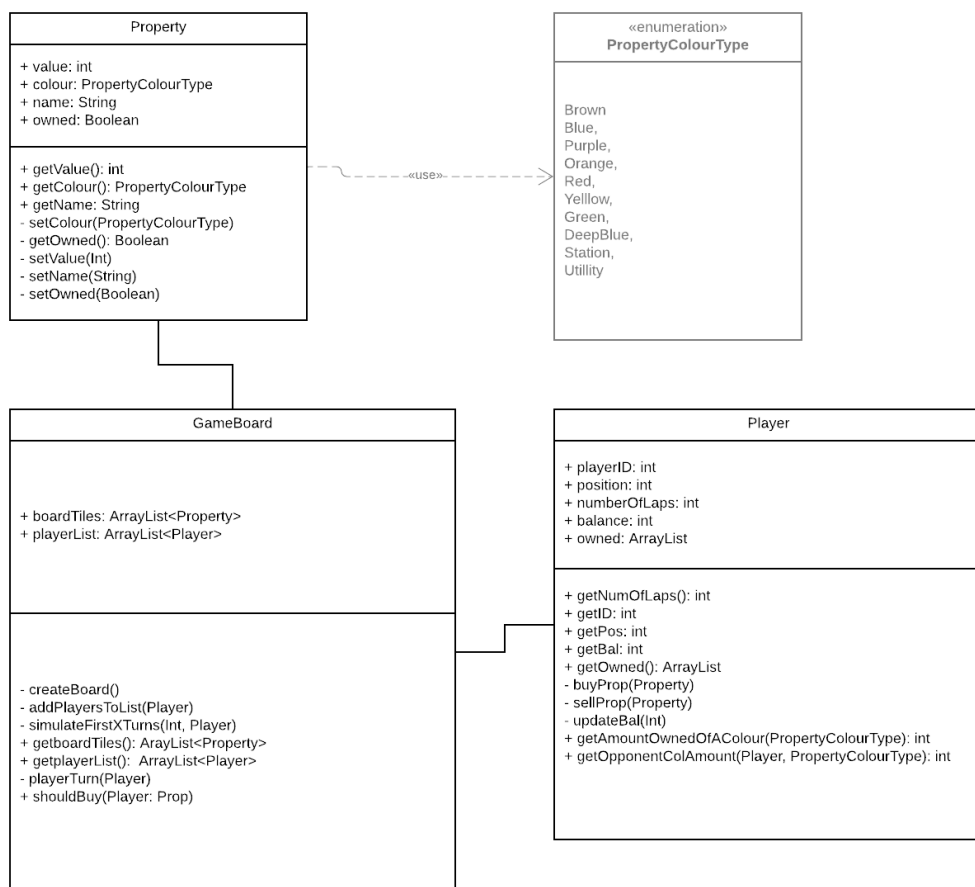 Property
+ value: int
+ colour: PropertyColourType
+ name: String
+ owned: Boolean
+ getValue(): int
+ getColour(): PropertyColourType
+ getName: String
- setColour(PropertyColourType)
- getOwned(): Boolean
- setValue(Int)
- setName(String)
- setOwned(Boolean)
«use»
«enumeration»
PropertyColourType
Brown
Blue,
Purple,
Orange,
Red,
Yelllow,
Green,
DeepBlue,
Station,
Utillity
GameBoard
+ boardTiles: ArrayList<Property>
+ playerList: ArrayList<Player>
- createBoard()
- addPlayersToList(Player)
- simulateFirstXTurns(Int, Player)
+ getboardTiles(): ArayList<Property>
+ getplayerList():  ArrayList<Player>
- playerTurn(Player)
+ shouldBuy(Player: Prop)
Player
+ playerID: int
+ position: int
+ numberOfLaps: int
+ balance: int
+ owned: ArrayList
+ getNumOfLaps(): int
+ getID: int
+ getPos: int
+ getBal: int
+ getOwned(): ArrayList
- buyProp(Property)
- sellProp(Property)
- updateBal(Int)
+ getAmountOwnedOfAColour(PropertyColourType): int
+ getOpponentColAmount(Player, PropertyColourType): int